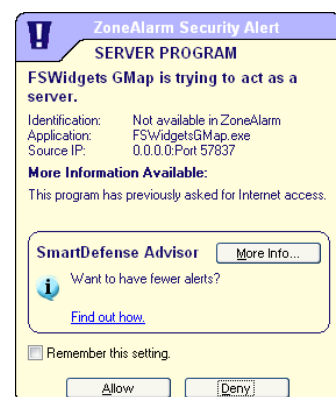 ZoneAlarm Security Alert
SERVER PROGRAM
FSWidgets GMap is trying to act as a
server.
Identification: Not available in ZoneAlarm
Application: FSWidgetsGMap.exe
Source IP: 0.0.0.0:Port 57837
More Information Available:
This program has previously asked for Internet access.
SmartDefense Advisor More Info...
Want to have fewer alerts?
Find out how.
Remember this setting.
Allow Deny